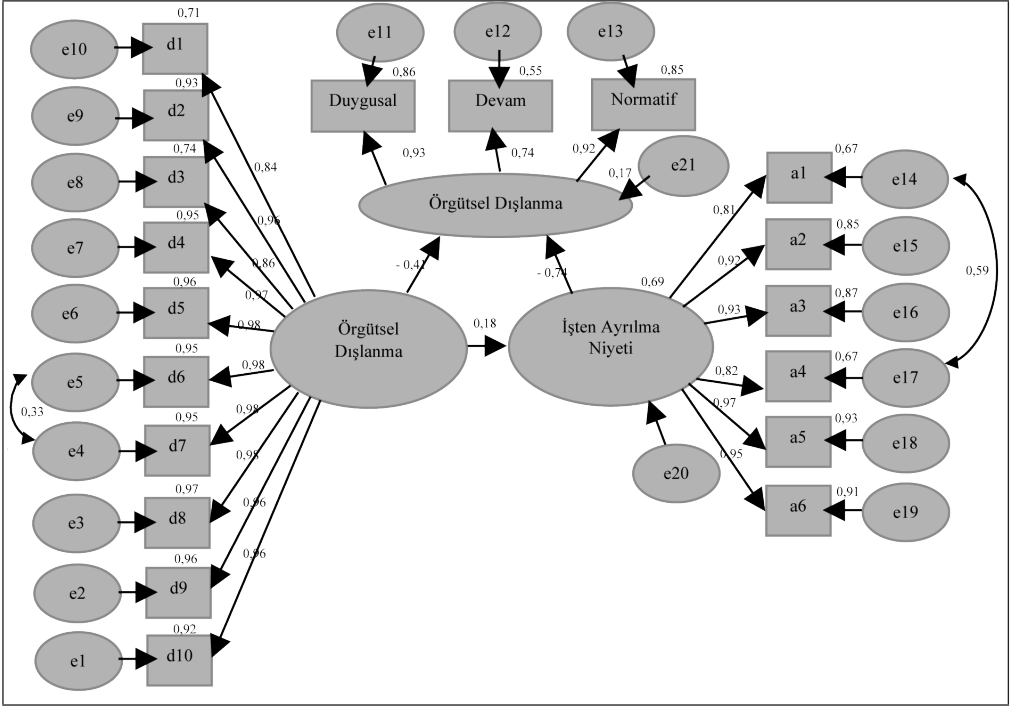 e11
e12
e13
0,86
0,55
0,85
Duygusal
Devam
Normatif
0,93
0,74
0,92
0,17
e21
Örgütsel Dışlanma
0,71
e10
d1
0,93
e9
d2
0,74
e8
d3
0,95
e7
d4
0,96
e6
d5
0,95
e5
d6
0,33
0,95
e4
d7
0,97
e3
d8
0,96
e2
d9
0,92
e1
d10
0,84
0,96
0,86
0,97
0,98
0,98
0,98
0,98
0,96
0,96
- 0,41
- 0,74
Örgütsel
Dışlanma
0,18
0,69
İşten Ayrılma
Niyeti
e20
0,81
0,92
0,93
0,82
0,97
0,95
a1
0,67
e14
a2
0,85
e15
a3
0,87
e16
a4
0,67
e17
a5
0,93
e18
a6
0,91
e19
0,59